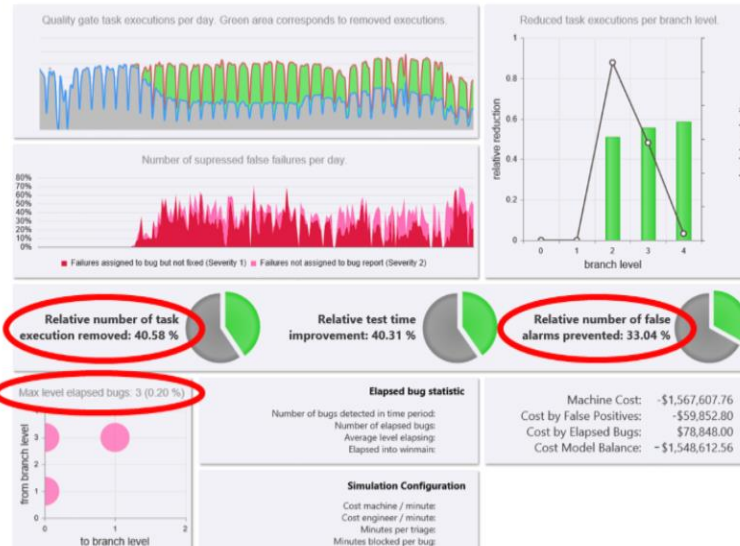 Quality gate task executions per day. Green area corresponds to removed executions.
Reduced task executions per branch level.
1
0.8
0.6
0.4
0.2
0
relative reduction
0 1 2 3 4
branch level
Number of supressed false failures per day.
80%
70%
60%
50%
40%
30%
20%
10%
0%
Failures assigned to bug but not fixed (Severity 1) Failures not assigned to bug report (Severity 2)
Relative number of task
execution removed: 40.58 %
Relative test time
improvement: 40.31 %
Relative number of false
alarms prevented: 33.04 %
Max level elapsed bugs: 3 (0.20 %)
from branch level
3
2
1
0
0 1 2
to branch level
Elapsed bug statistic
Number of bugs detected in time period:
Number of elapsed bugs:
Average level elapsing:
Elapsed into winmain:
Simulation Configuration
Cost machine / minute:
Cost engineer / minute:
Minutes per triage:
Minutes blocked per bug:
Machine Cost: -$1,567,607.76
Cost by False Positives: -$59,852.80
Cost by Elapsed Bugs: $78,848.00
Cost Model Balance: -$1,548,612.56